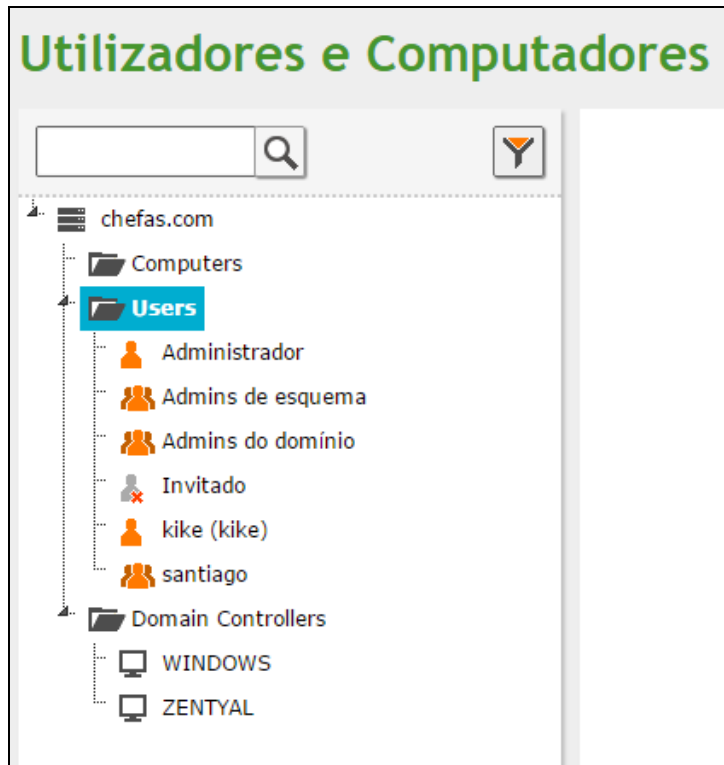 Utilizadores e Computadores
chefas.com
Computers
Users
Administrador
Admins de esquema
Admins do domínio
Invitado
kike (kike)
santiago
Domain Controllers
WINDOWS
ZENTYAL